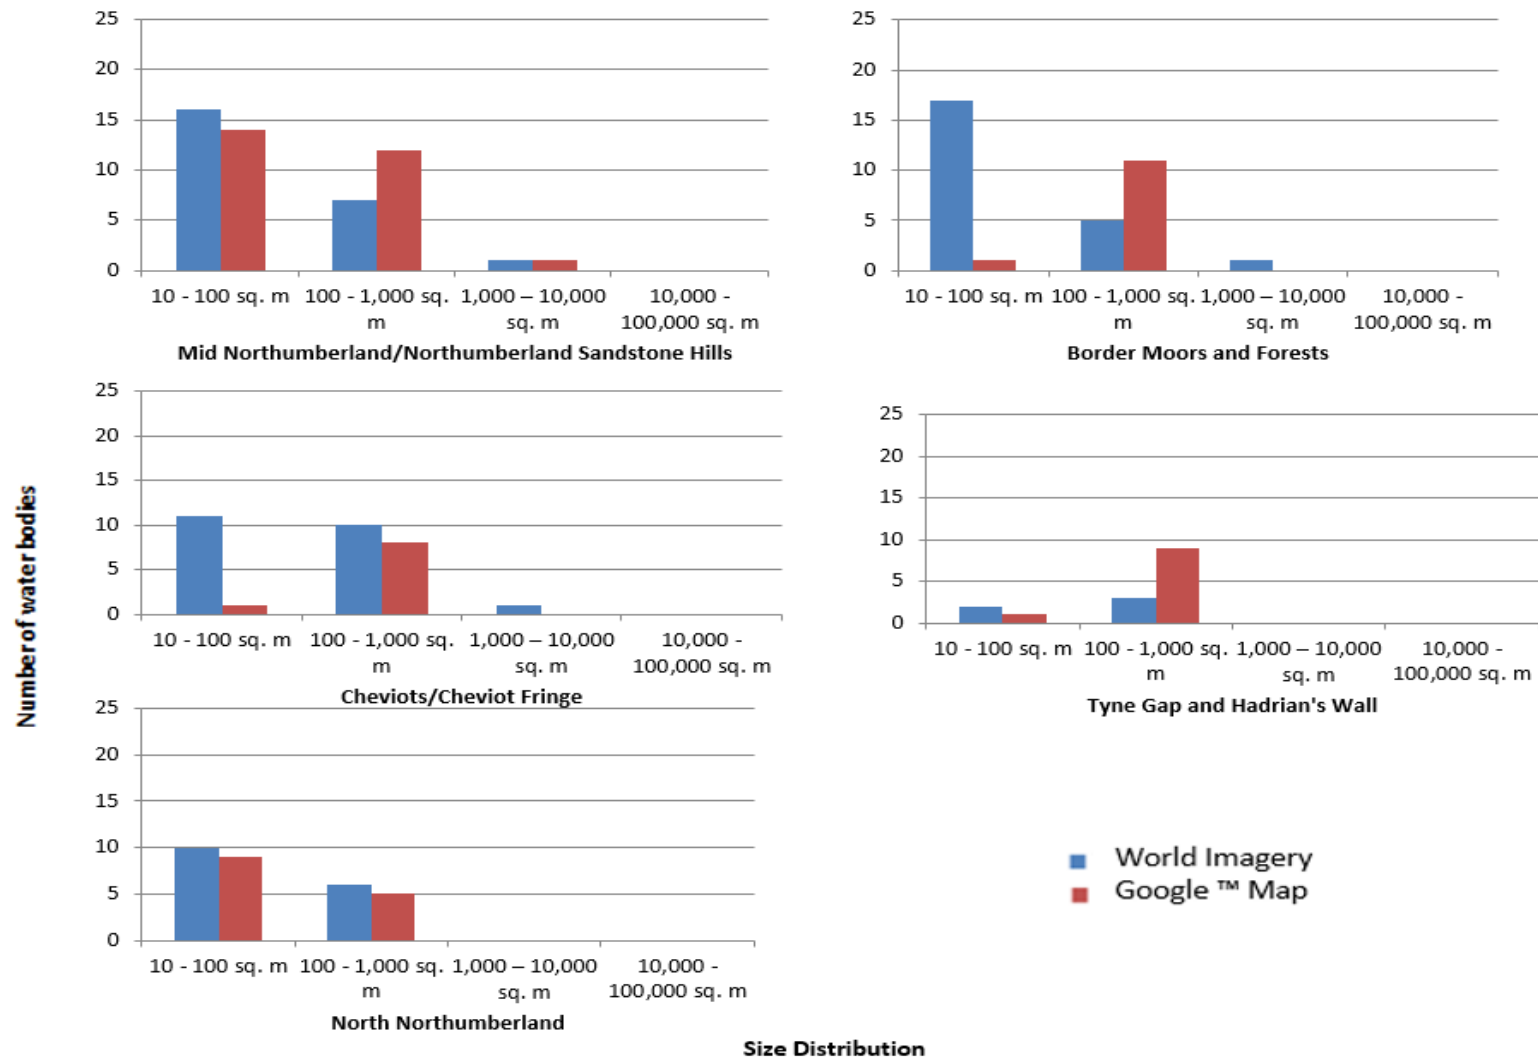 25
20
15
10
5
0
10 - 100 sq. m 100 - 1,000 sq. 1,000 – 10,000 10,000 -
m sq. m 100,000 sq. m
Mid Northumberland/Northumberland Sandstone Hills
25
20
15
10
5
0
10 - 100 sq. m 100 - 1,000 sq. 1,000 – 10,000 10,000 -
m sq. m 100,000 sq. m
Border Moors and Forests
Number of water bodies
25
20
15
10
5
0
10 - 100 sq. m 100 - 1,000 sq. 1,000 – 10,000 10,000 -
m sq. m 100,000 sq. m
Cheviots/Cheviot Fringe
25
20
15
10
5
0
10 - 100 sq. m 100 - 1,000 sq. 1,000 – 10,000 10,000 -
m sq. m 100,000 sq. m
Tyne Gap and Hadrian's Wall
25
20
15
10
5
0
10 - 100 sq. m 100 - 1,000 sq. 1,000 – 10,000 10,000 -
m sq. m 100,000 sq. m
North Northumberland
World Imagery
Google ™ Map
Size Distribution